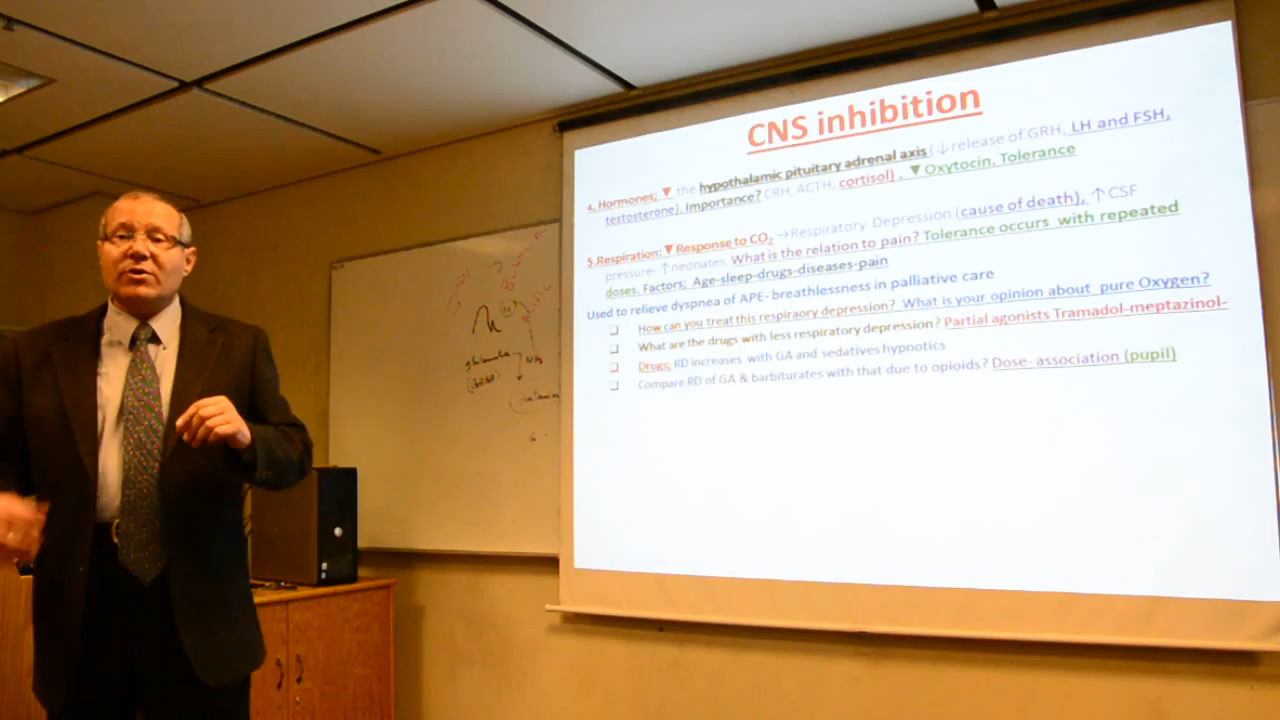 CNS inhibition
4. Hormones; ▼ the hypothalamic pituitary adrenal axis (↓release of GRH, LH and FSH,
testosterone). Importance? CRH, ACTH, cortisol) . ▼ Oxytocin. Tolerance
5.Respiration: ▼Response to CO₂ →Respiratory Depression (cause of death), ↑CSF
pressure- ↑neonates. What is the relation to pain? Tolerance occurs with repeated
doses. Factors; Age-sleep-drugs-diseases-pain
Used to relieve dyspnea of APE- breathlessness in palliative care
❑ How can you treat this respiraory depression? What is your opinion about pure Oxygen?
❑ What are the drugs with less respiratory depression? Partial agonists Tramadol-meptazinol-
❑ Drugs: RD increases with GA and sedatives hypnotics
❑ Compare RD of GA & barbiturates with that due to opioids? Dose- association (pupil)